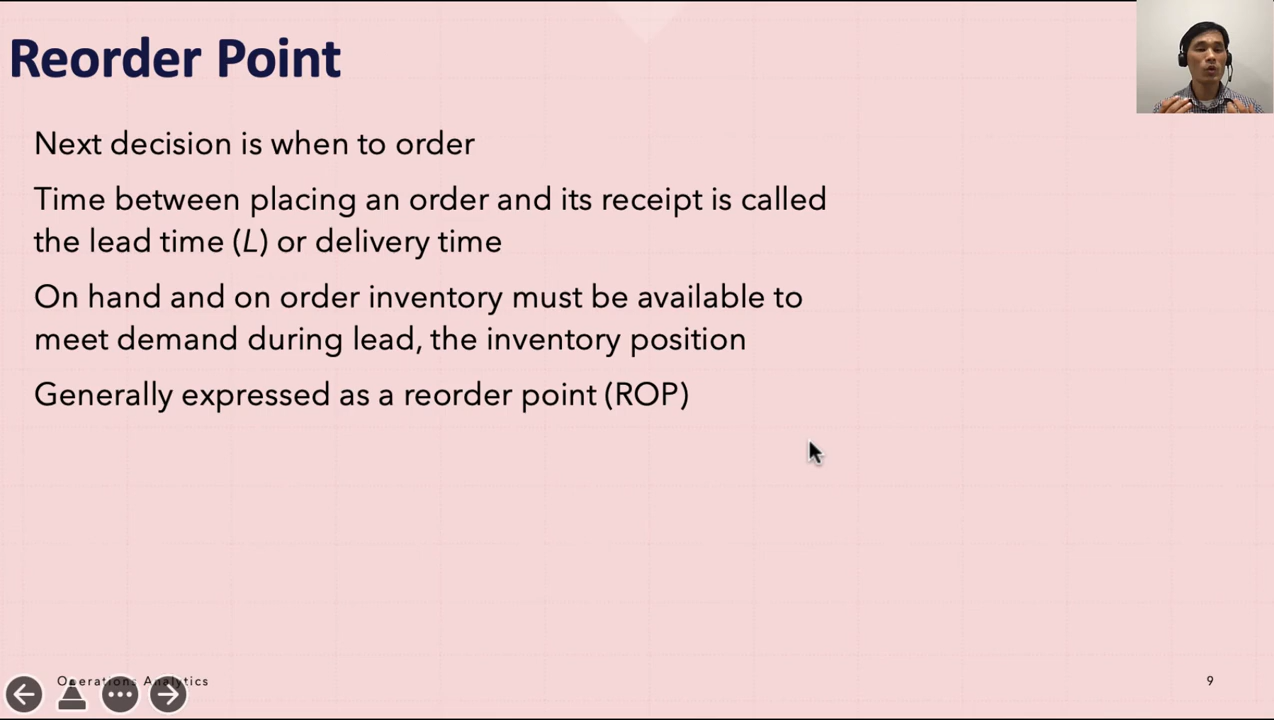 Reorder Point
Next decision is when to order
Time between placing an order and its receipt is called
the lead time (L) or delivery time
On hand and on order inventory must be available to
meet demand during lead, the inventory position
Generally expressed as a reorder point (ROP)
Operations Analytics
9